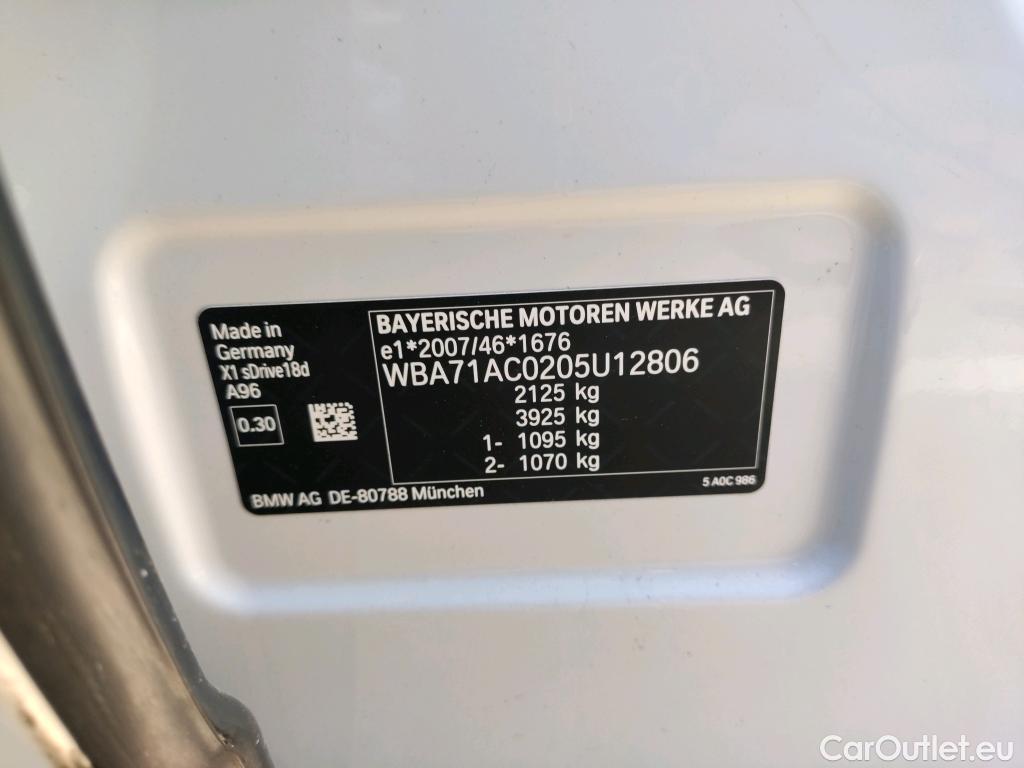 Made in
Germany
X1 sDrive18d
A96
0.30
BAYERISCHE MOTOREN WERKE AG
e1*2007/46*1676
WBA71AC0205U12806
2125 kg
3925 kg
1- 1095 kg
2- 1070 kg
BMW AG DE-80788 München
5 A0C 986
CarOutlet.eu